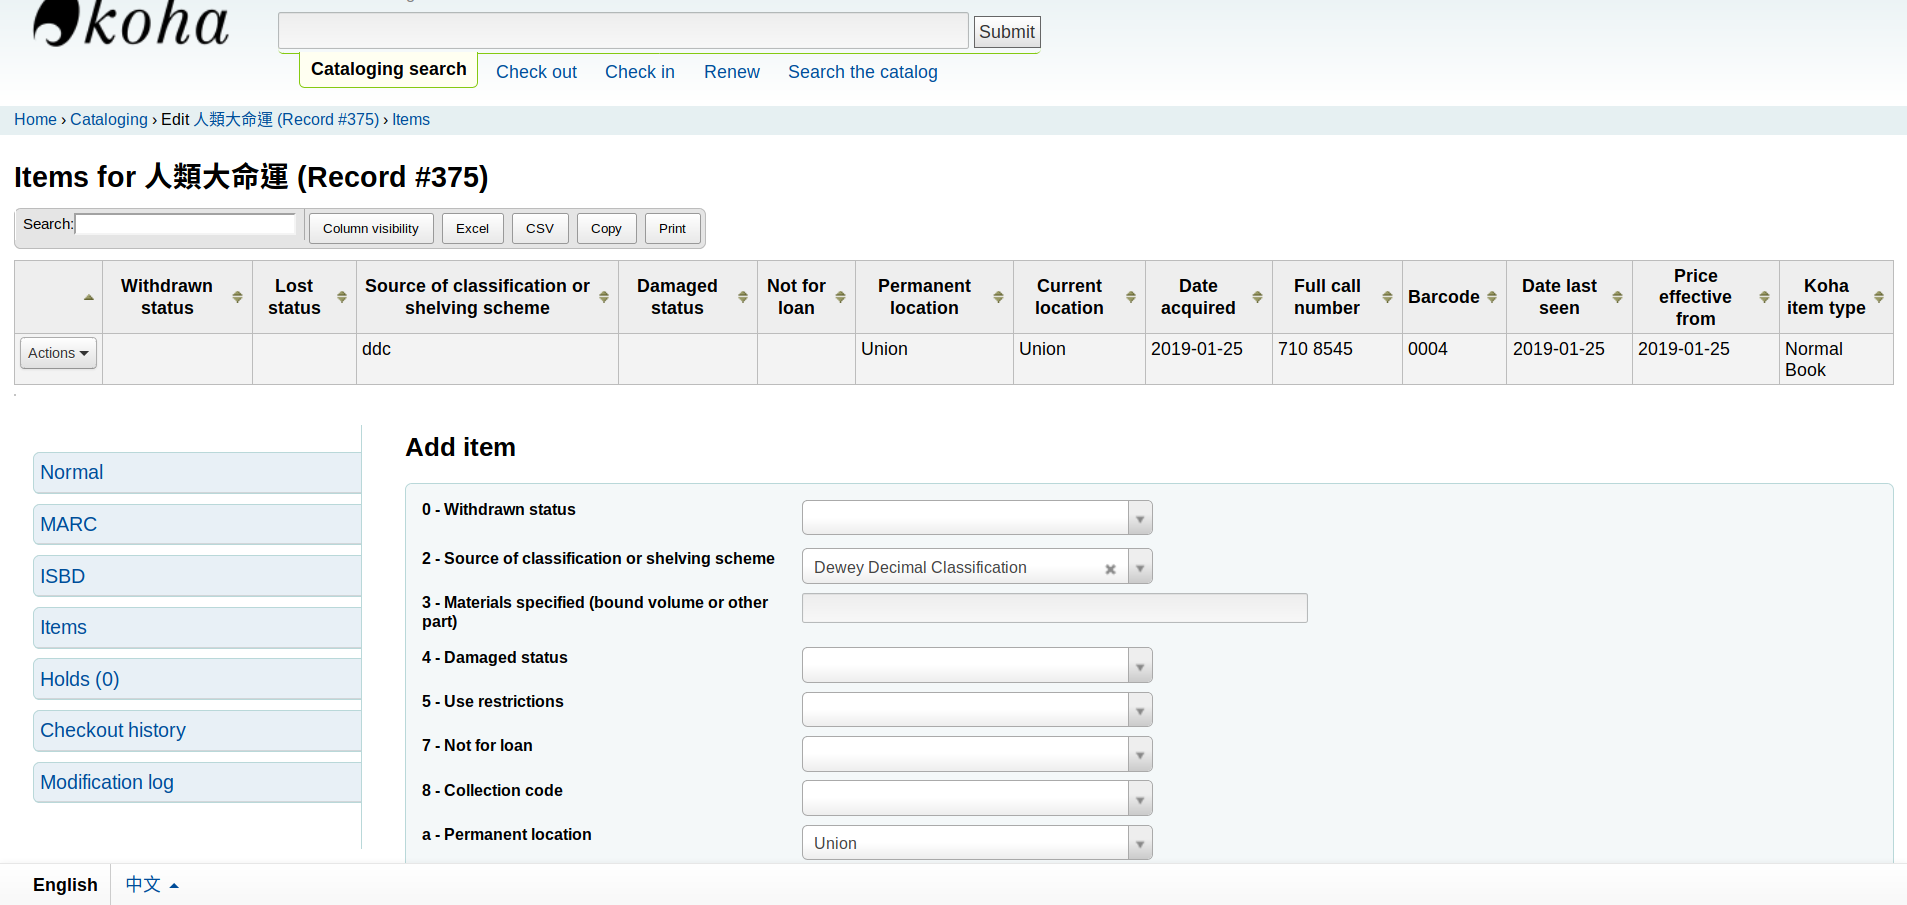 koha
Submit
Cataloging search Check out Check in Renew Search the catalog
Home › Cataloging › Edit 人類大命運 (Record #375) › Items
Items for 人類大命運 (Record #375)
Search: Column visibility Excel CSV Copy Print
Withdrawn status Lost status Source of classification or shelving scheme Damaged status Not for loan Permanent location Current location Date acquired Full call number Barcode Date last seen Price effective from Koha item type
Actions ddc Union Union 2019-01-25 710 8545 0004 2019-01-25 2019-01-25 Normal Book
Normal
MARC
ISBD
Items
Holds (0)
Checkout history
Modification log
Add item
0 - Withdrawn status
2 - Source of classification or shelving scheme Dewey Decimal Classification
3 - Materials specified (bound volume or other
part)
4 - Damaged status
5 - Use restrictions
7 - Not for loan
8 - Collection code
a - Permanent location Union
English 中文